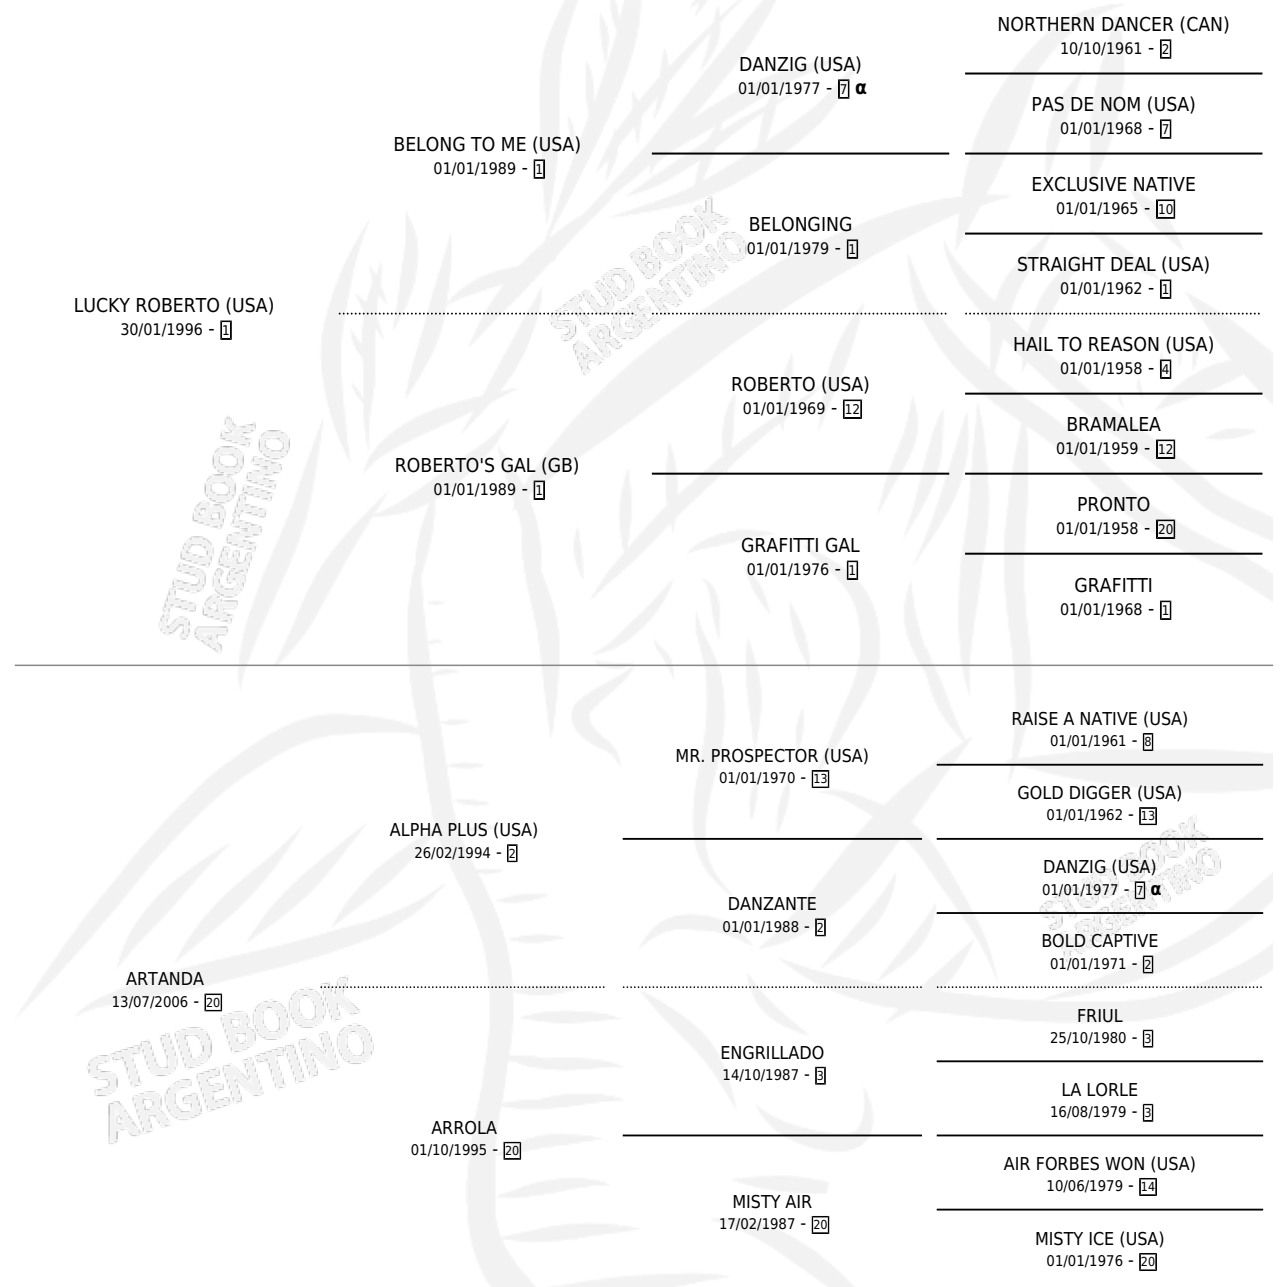 NORTHERN DANCER (CAN)
10/10/1961 - 2
DANZIG (USA)
01/01/1977 - 7 α
PAS DE NOM (USA)
01/01/1968 - 7
BELONG TO ME (USA)
01/01/1989 - 1
EXCLUSIVE NATIVE
01/01/1965 - 10
BELONGING
01/01/1979 - 1
STRAIGHT DEAL (USA)
01/01/1962 - 1
LUCKY ROBERTO (USA)
30/01/1996 - 1
HAIL TO REASON (USA)
01/01/1958 - 4
ROBERTO (USA)
01/01/1969 - 12
BRAMALEA
01/01/1959 - 12
ROBERTO'S GAL (GB)
01/01/1989 - 1
PRONTO
01/01/1958 - 20
GRAFITTI GAL
01/01/1976 - 1
GRAFITTI
01/01/1968 - 1
STUD BOOK
ARGENTINO
STUD BOOK
ARGENTINO
RAISE A NATIVE (USA)
01/01/1961 - 8
MR. PROSPECTOR (USA)
01/01/1970 - 13
GOLD DIGGER (USA)
01/01/1962 - 13
ALPHA PLUS (USA)
26/02/1994 - 2
DANZIG (USA)
01/01/1977 - 7 α
DANZANTE
01/01/1988 - 2
BOLD CAPTIVE
01/01/1971 - 2
ARTANDA
13/07/2006 - 20
FRIUL
25/10/1980 - 3
ENGRILLADO
14/10/1987 - 3
LA LORLE
16/08/1979 - 3
ARROLA
01/10/1995 - 20
AIR FORBES WON (USA)
10/06/1979 - 14
MISTY AIR
17/02/1987 - 20
MISTY ICE (USA)
01/01/1976 - 20
STUD BOOK
ARGENTINO
STUD BOOK
ARGENTINO